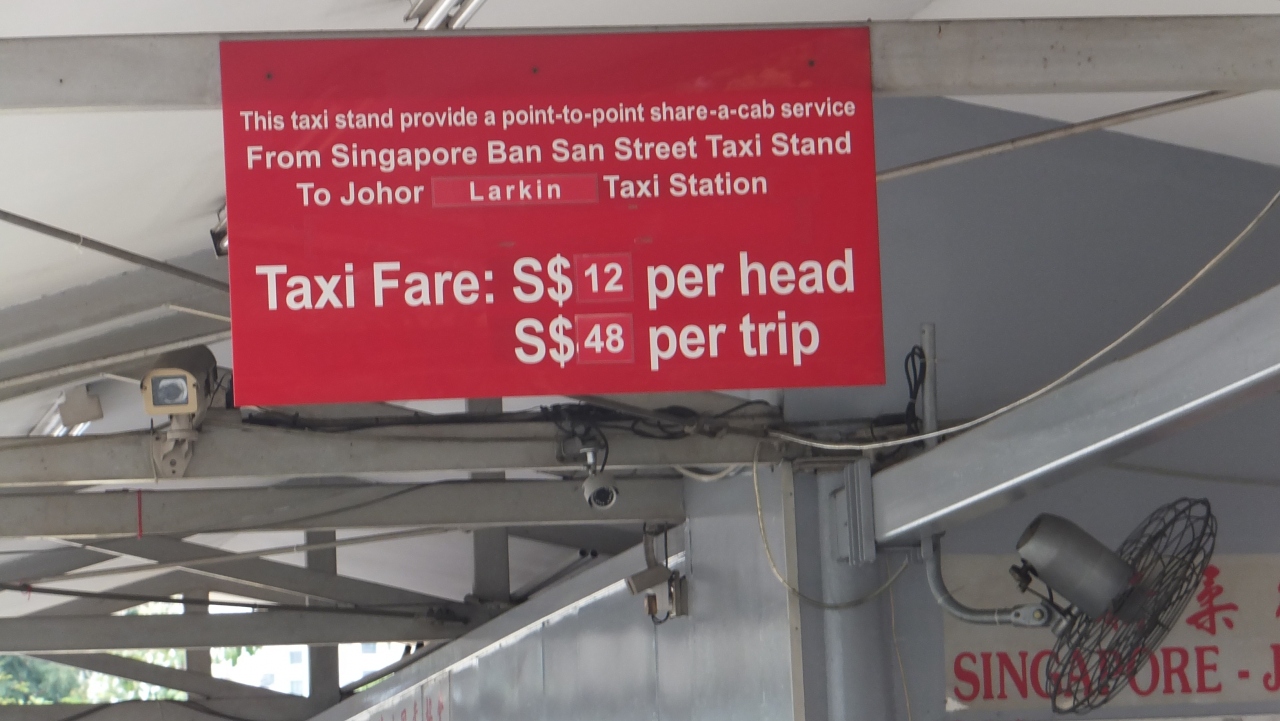 This taxi stand provide a point-to-point share-a-cab service
From Singapore Ban San Street Taxi Stand
To Johor Larkin Taxi Station
Taxi Fare: S$12 per head
S$48 per trip
SINGAPORE - J